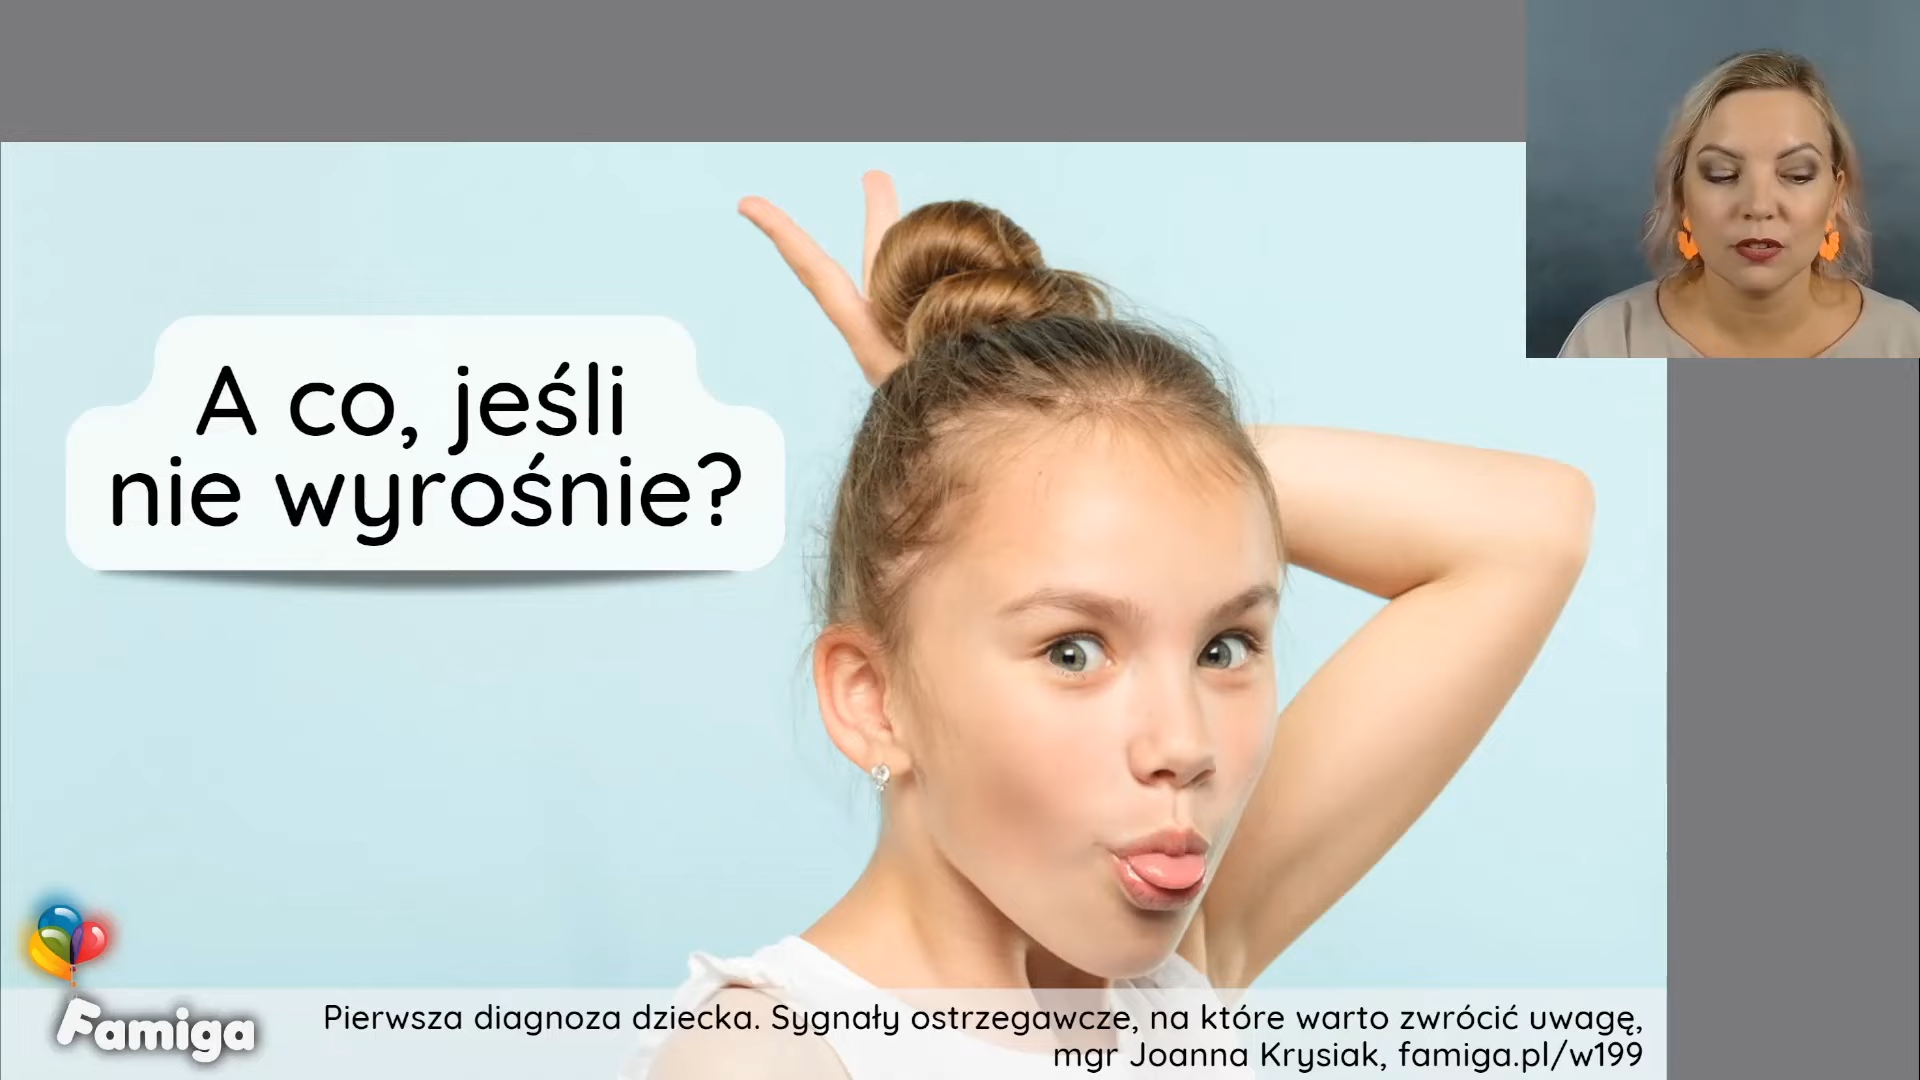 A co, jeśli
nie wyrośnie?
Famiga
Pierwsza diagnoza dziecka. Sygnały ostrzegawcze, na które warto zwrócić uwagę,
mgr Joanna Krysiak, famiga.pl/w199